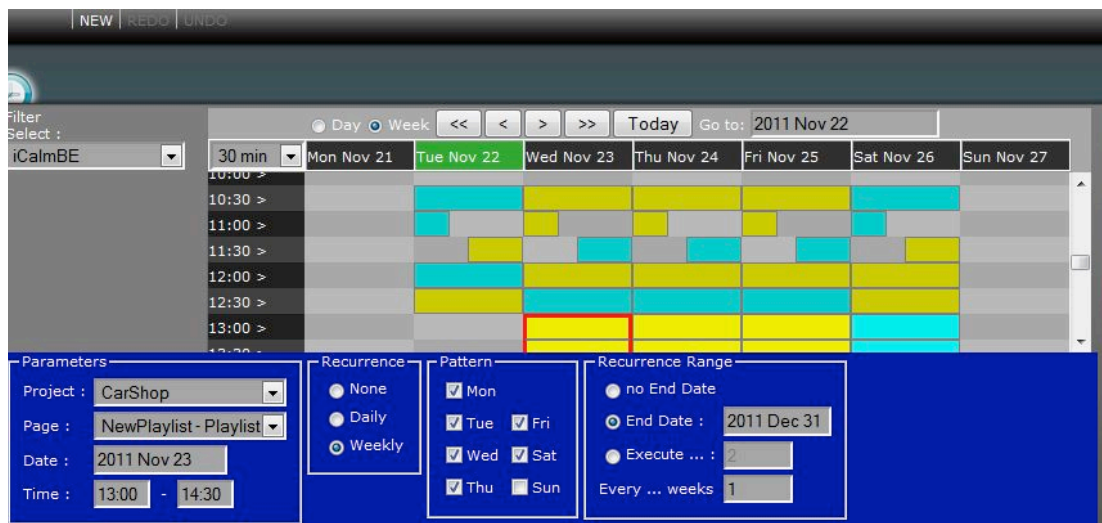 NEW REDO UNDO
Filter
Select :
Day Week << < > >> Today Go to: 2011 Nov 22
iCalmBE 30 min Mon Nov 21 Tue Nov 22 Wed Nov 23 Thu Nov 24 Fri Nov 25 Sat Nov 26 Sun Nov 27
10:00 >
10:30 >
11:00 >
11:30 >
12:00 >
12:30 >
13:00 >
13:30 >
Parameters Recurrence Pattern Recurrence Range
Project : CarShop None Mon no End Date
Page : NewPlaylist - Playlist Daily Tue Fri End Date : 2011 Dec 31
Date : 2011 Nov 23 Weekly Wed Sat Execute ... : 2
Time : 13:00 - 14:30 Thu Sun Every ... weeks 1